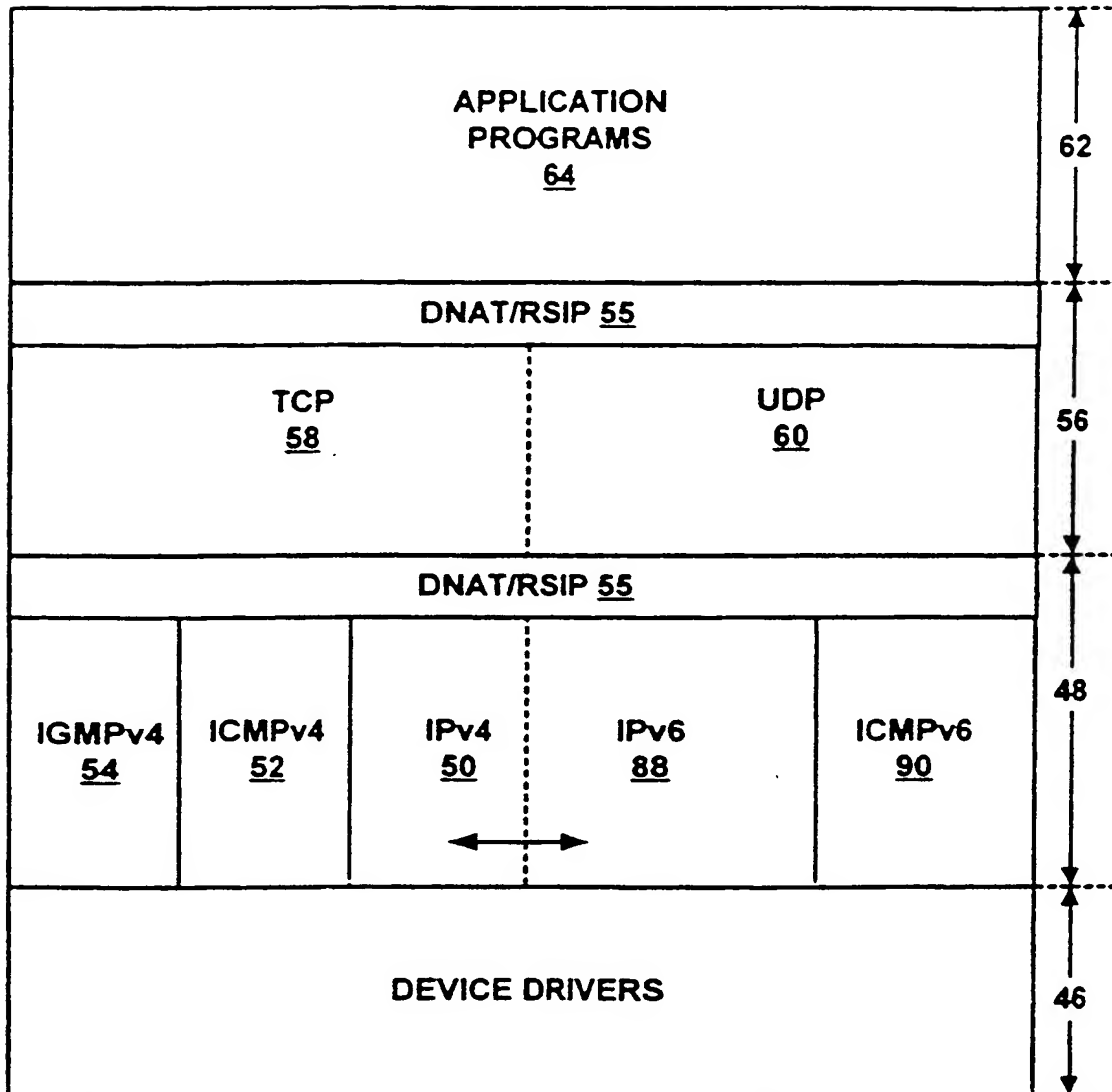 APPLICATION
PROGRAMS
64
62
DNAT/RSIP 55
TCP
58
UDP
60
56
DNAT/RSIP 55
IGMPv4
54
ICMPv4
52
IPv4
50
IPv6
88
ICMPv6
90
48
DEVICE DRIVERS
46